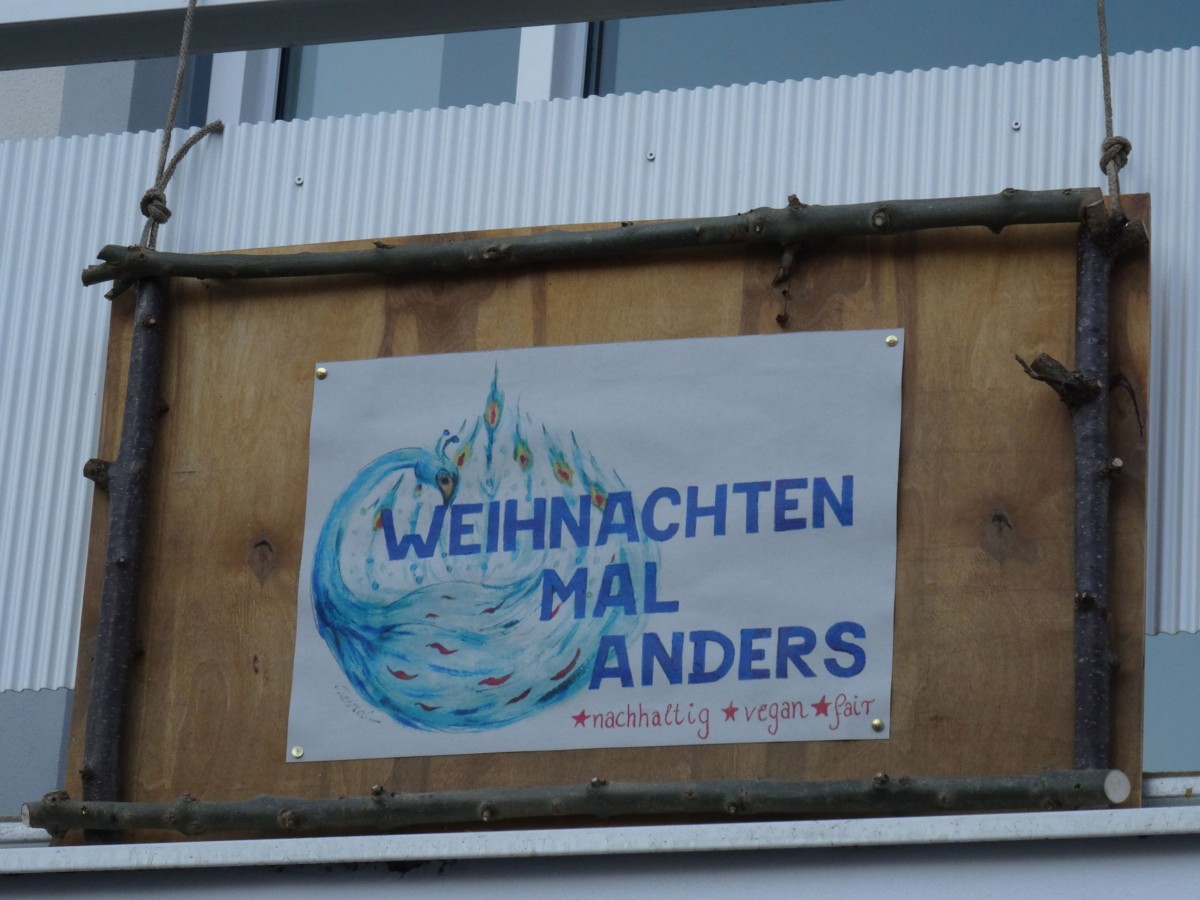 WEIHNACHTEN
MAL
ANDERS
★nachhaltig ★vegan ★fair